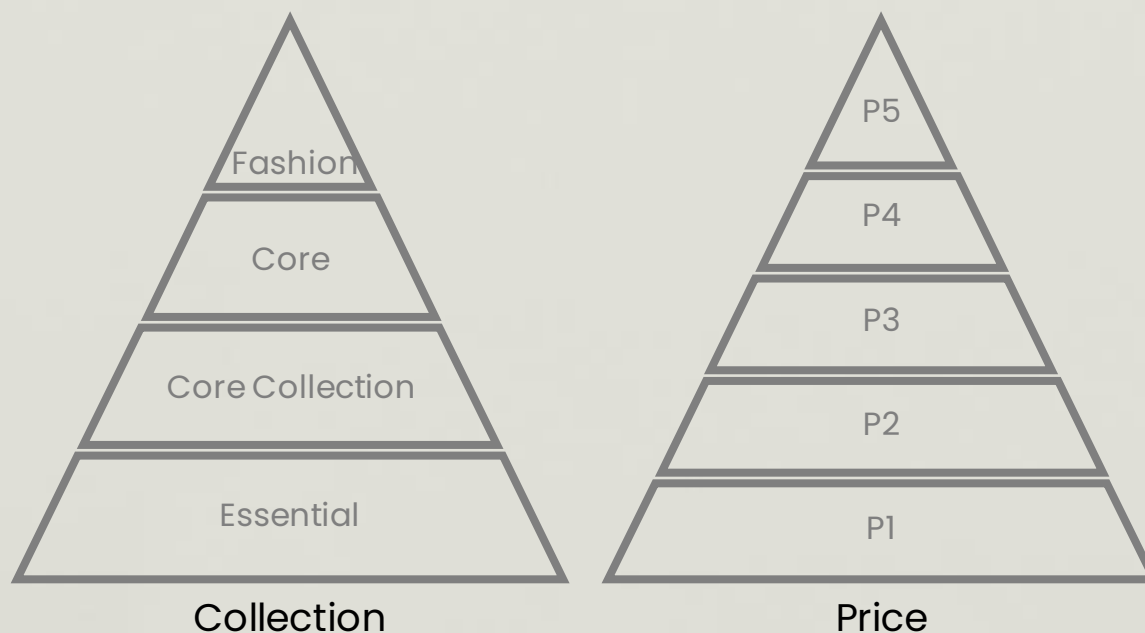 Fashion
Core
Core Collection
Essential
Collection
P5
P4
P3
P2
P1
Price